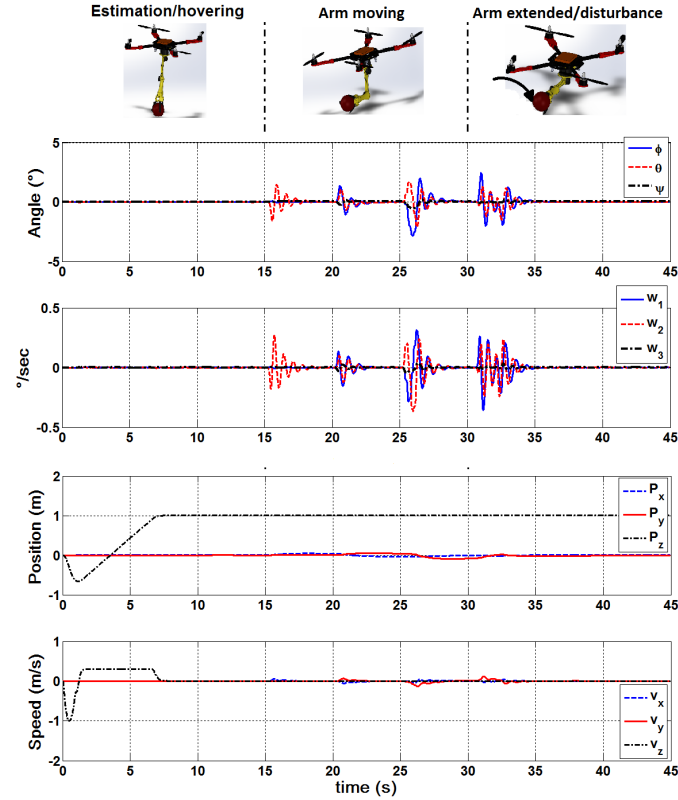 Estimation/hovering Arm moving Arm extended/disturbance
5
0
-5
Angle (°)
ϕ
θ
ψ
0 5 10 15 20 25 30 35 40 45
0.5
0
-0.5
°/sec
w1
w2
w3
0 5 10 15 20 25 30 35 40 45
2
1
0
-1
Position (m)
Px
Py
Pz
0 5 10 15 20 25 30 35 40 45
1
0
-1
-2
Speed (m/s)
vx
vy
vz
0 5 10 15 20 25 30 35 40 45
time (s)